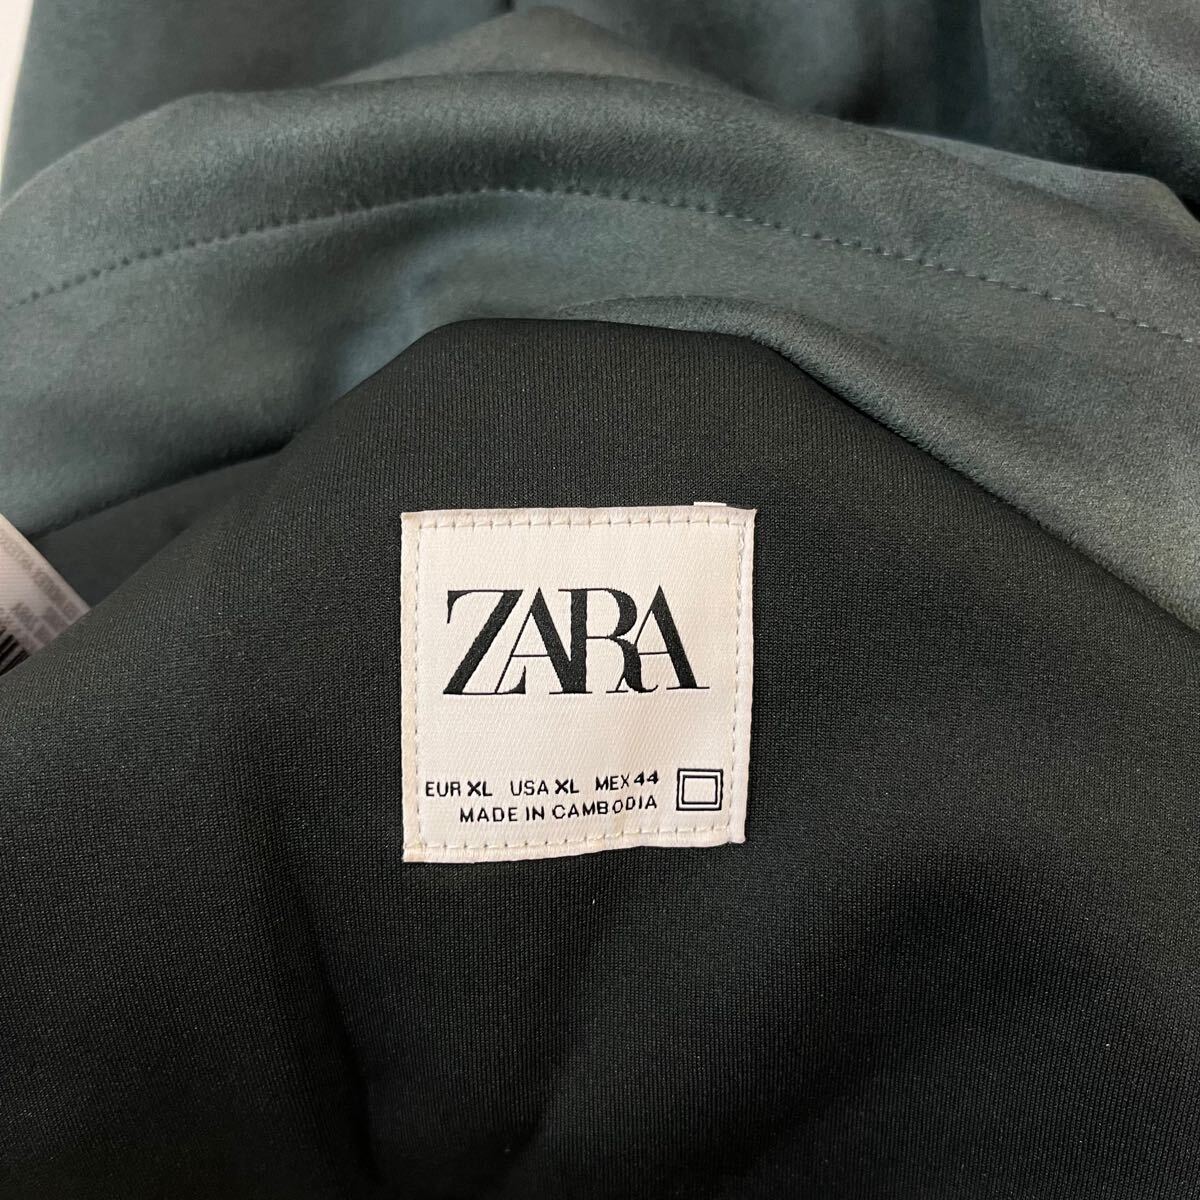 ZARA
EUR XL USA XL MEX 44
MADE IN CAMBODIA